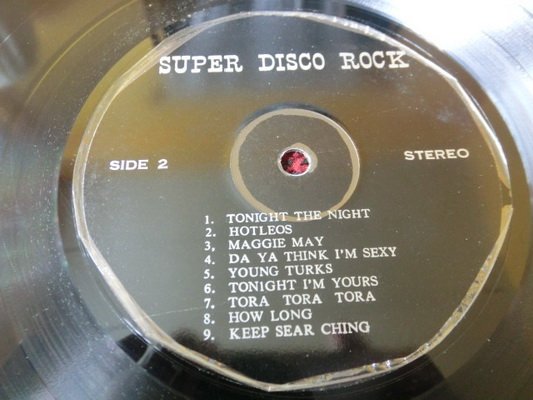 SUPER DISCO ROCK
SIDE 2
STEREO
1. TONIGHT THE NIGHT
2. HOTLEOS
3, MAGGIE MAY
4. DA YA THINK I'M SEXY
5. YOUNG TURKS
6. TON1GHT I'M YOURS
7. TORA TORA TORA
8. HOW LONG
9. KEEP SEAR CHING